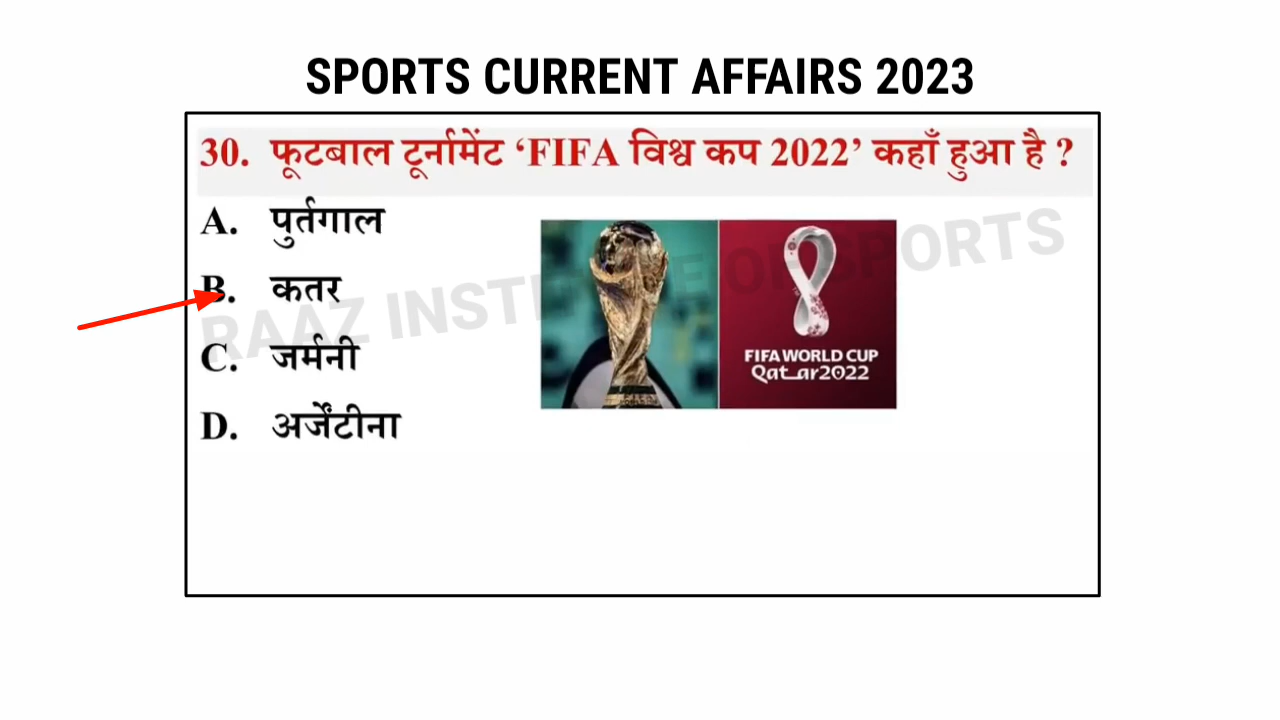 SPORTS CURRENT AFFAIRS 2023
30. फूटबाल टूर्नामेंट ‘FIFA विश्व कप 2022’ कहाँ हुआ है ?
A. पुर्तगाल
B. कतर
C. जर्मनी
D. अर्जेंटीना
FIFA WORLD CUP
Qatar2022
RAAZ INSTITUTE OF SPORTS